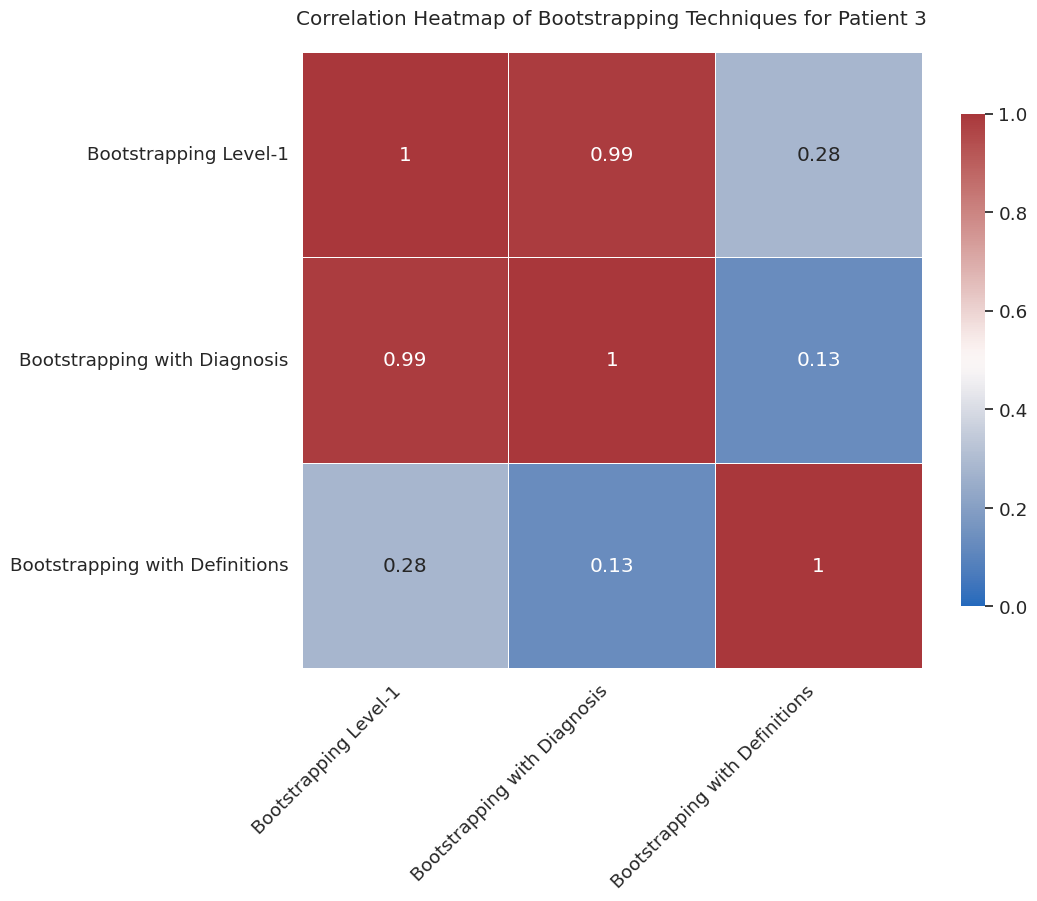 Correlation Heatmap of Bootstrapping Techniques for Patient 3
Bootstrapping Level-1
1
0.99
0.28
Bootstrapping with Diagnosis
0.99
1
0.13
Bootstrapping with Definitions
0.28
0.13
1
Bootstrapping Level-1
Bootstrapping with Diagnosis
Bootstrapping with Definitions
1.0
0.8
0.6
0.4
0.2
0.0